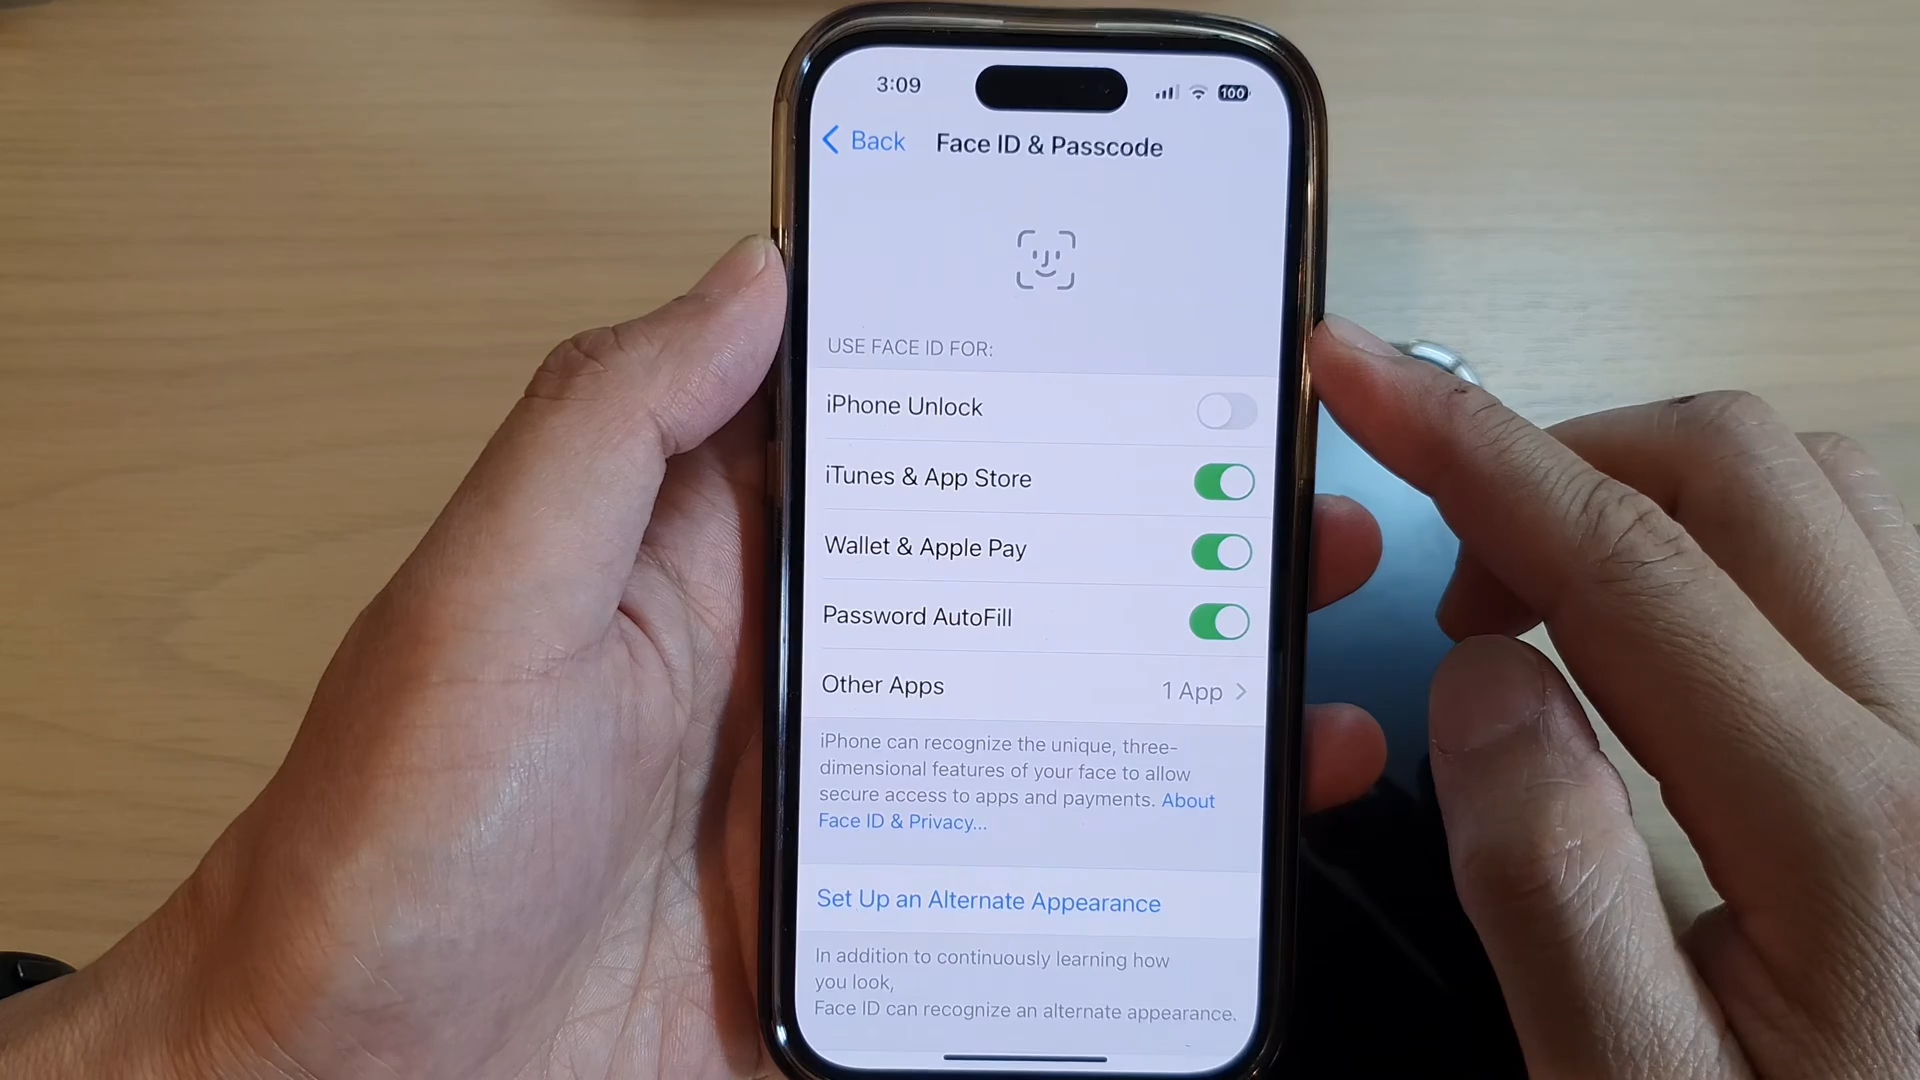 3:09
100
Back
Face ID & Passcode
USE FACE ID FOR:
iPhone Unlock
iTunes & App Store
Wallet & Apple Pay
Password AutoFill
Other Apps
1 App
iPhone can recognize the unique, three-
dimensional features of your face to allow
secure access to apps and payments. About
Face ID & Privacy...
Set Up an Alternate Appearance
In addition to continuously learning how
you look,
Face ID can recognize an alternate appearance.